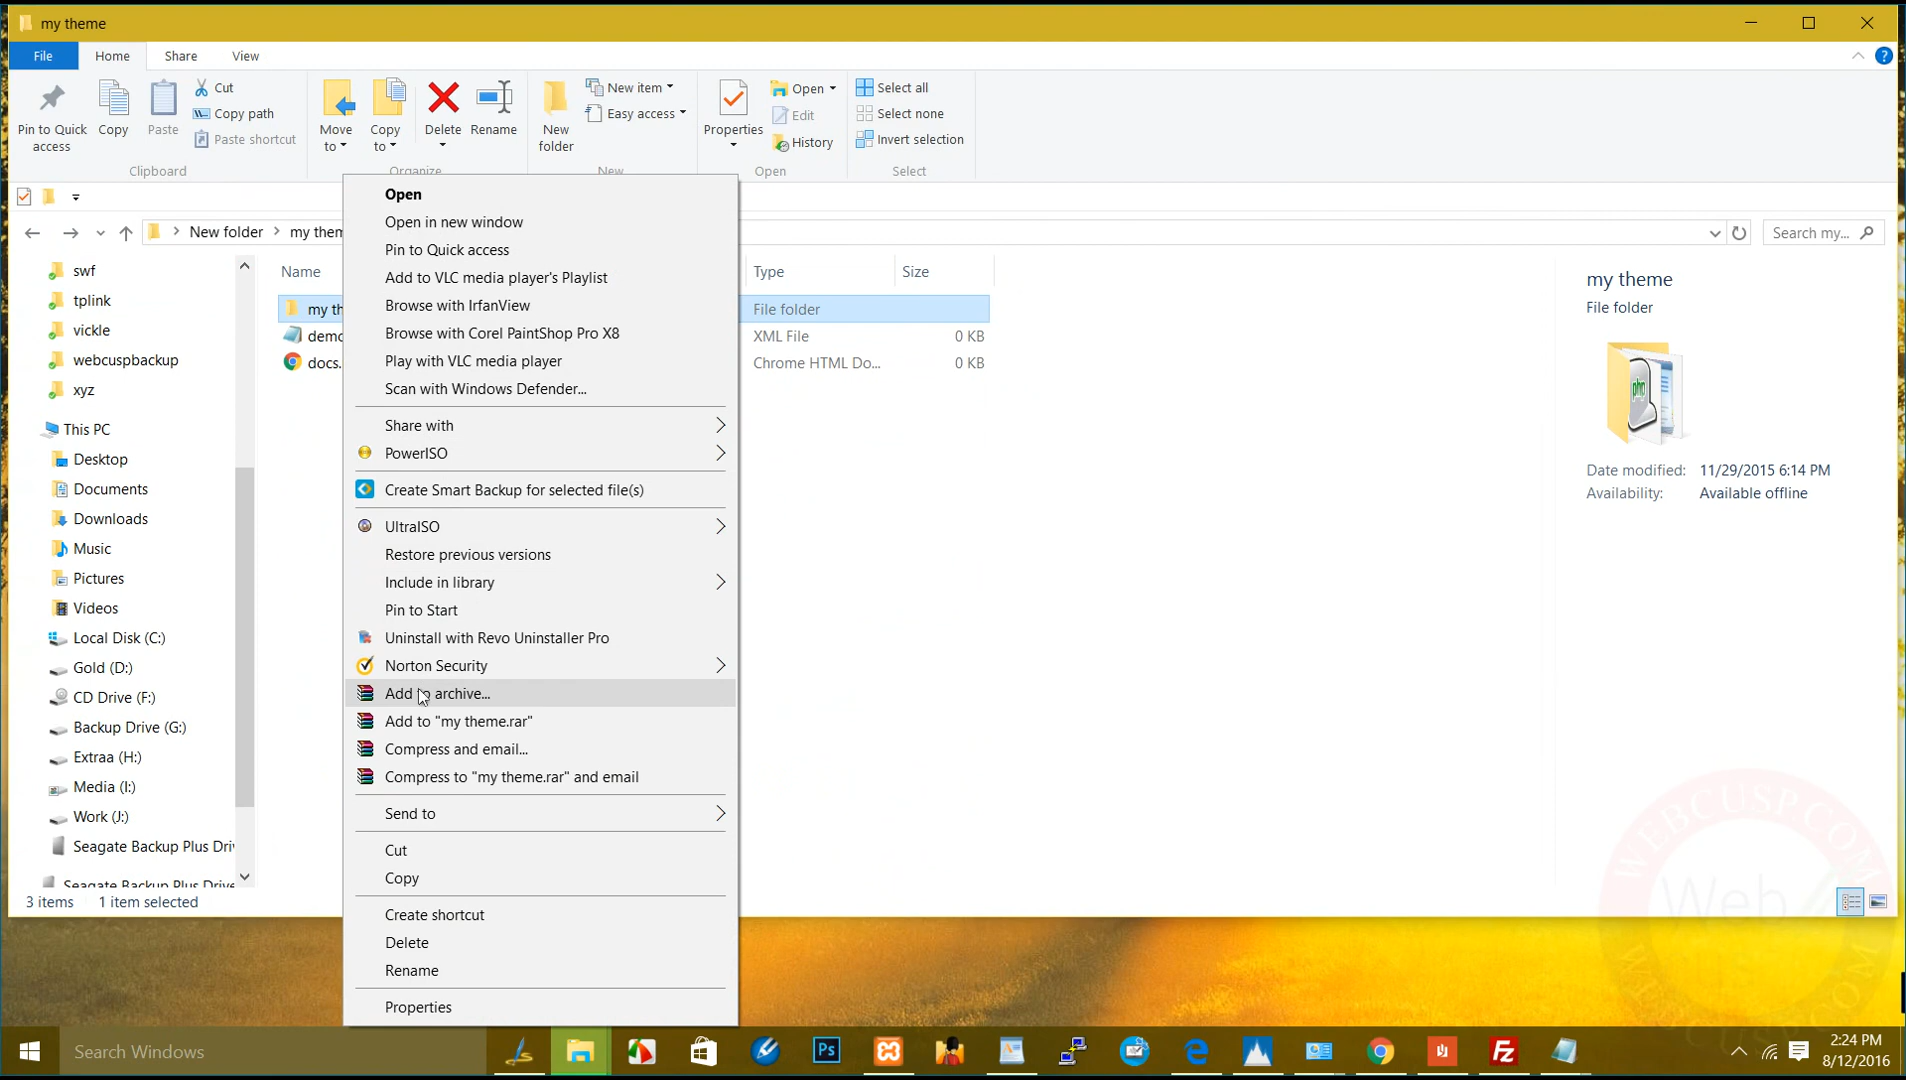 my theme
File Home Share View
Pin to Quick access
Copy
Paste
Cut
Copy path
Paste shortcut
Clipboard
Move to
Copy to
Delete
Rename
Organize
New folder
New item
Easy access
New
Properties
Open
Edit
History
Open
Select all
Select none
Invert selection
Select
New folder my them
Search my...
swf
tplink
vickle
webcuspbackup
xyz
This PC
Desktop
Documents
Downloads
Music
Pictures
Videos
Local Disk (C:)
Gold (D:)
CD Drive (F:)
Backup Drive (G:)
Extraa (H:)
Media (I:)
Work (J:)
Seagate Backup Plus Driv
Seagate Backup Plus Drive
Name Type Size
my th File folder
demo XML File 0 KB
docs. Chrome HTML Do... 0 KB
Open
Open in new window
Pin to Quick access
Add to VLC media player's Playlist
Browse with IrfanView
Browse with Corel PaintShop Pro X8
Play with VLC media player
Scan with Windows Defender...
Share with
PowerISO
Create Smart Backup for selected file(s)
UltraISO
Restore previous versions
Include in library
Pin to Start
Uninstall with Revo Uninstaller Pro
Norton Security
Add to archive...
Add to "my theme.rar"
Compress and email...
Compress to "my theme.rar" and email
Send to
Cut
Copy
Create shortcut
Delete
Rename
Properties
my theme
File folder
php
Date modified: 11/29/2015 6:14 PM
Availability: Available offline
3 items 1 item selected
WEBCUSP.COM
Web
Search Windows
Ps
2:24 PM
8/12/2016